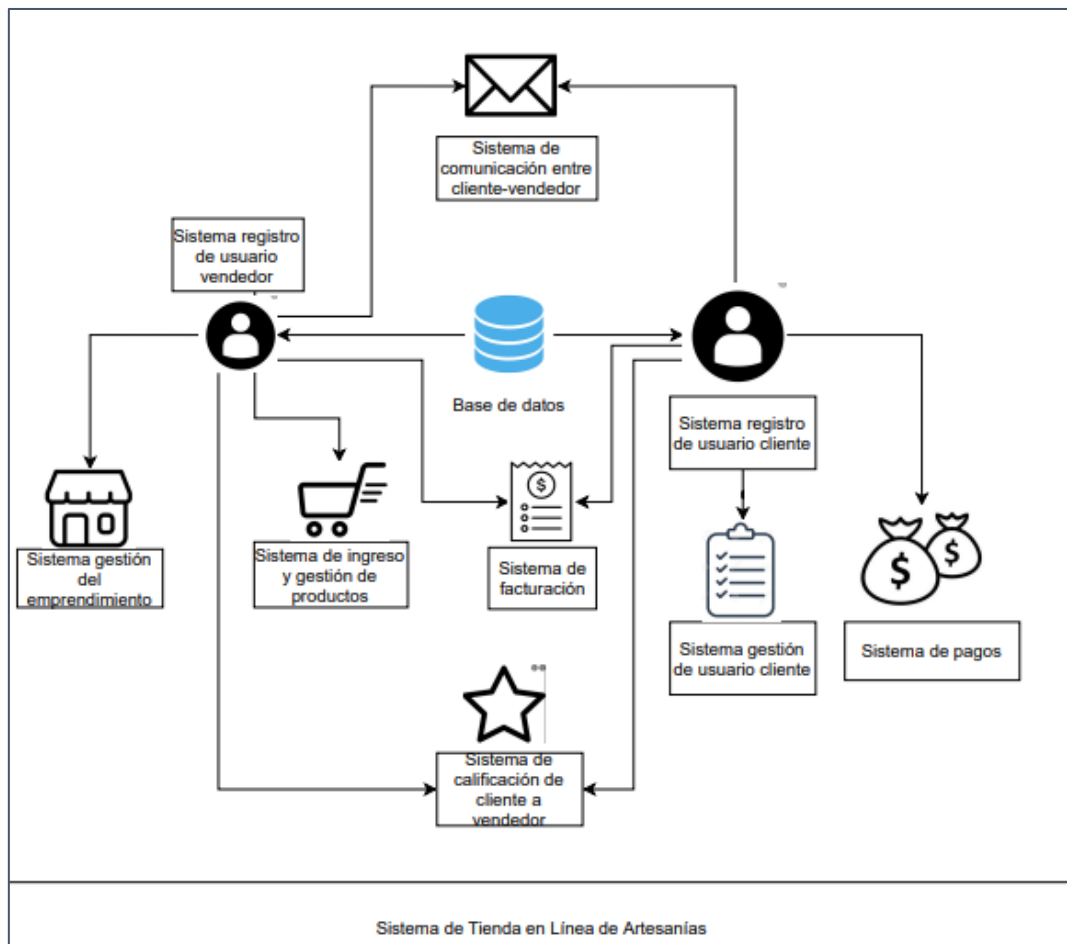 Sistema de
comunicación entre
cliente-vendedor
Sistema registro
de usuario
vendedor
Base de datos
Sistema registro
de usuario cliente
$
$
$
Sistema gestión
del
emprendimiento
Sistema de ingreso
y gestión de
productos
Sistema de
facturación
Sistema gestión
de usuario cliente
Sistema de pagos
Sistema de
calificación de
cliente a
vendedor
Sistema de Tienda en Línea de Artesanías